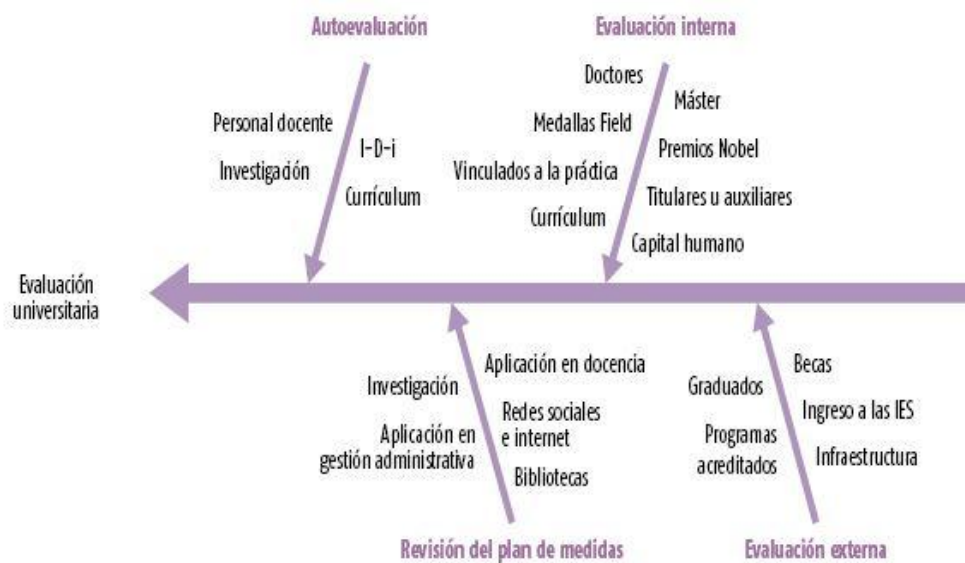 Autoevaluación
Evaluación interna
Personal docente
Investigación
I-D-i
Currículum
Doctores
Medallas Field
Vinculados a la práctica
Currículum
Máster
Premios Nobel
Titulares u auxiliares
Capital humano
Evaluación
universitaria
Investigación
Aplicación en
gestión administrativa
Aplicación en docencia
Redes sociales
e internet
Bibliotecas
Graduados
Programas
acreditados
Becas
Ingreso a las IES
Infraestructura
Revisión del plan de medidas
Evaluación externa